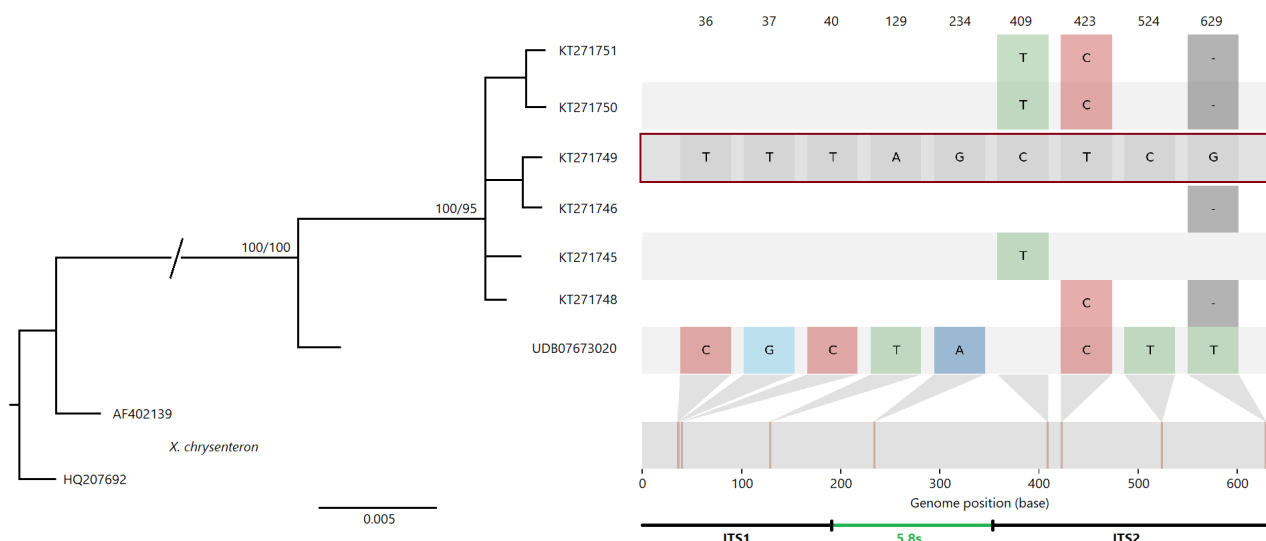 36 37 40 129 234 409 423 524 629
KT271751 T C -
KT271750 T C -
KT271749 T T T A G C T C G
KT271746 -
100/95
100/100
KT271745 T
KT271748 C -
UDB07673020 C G C T A C T T
AF402139
X. chrysenteron
HQ207692
0.005
0 100 200 300 400 500 600
Genome position (base)
ITS1 5.8s ITS2